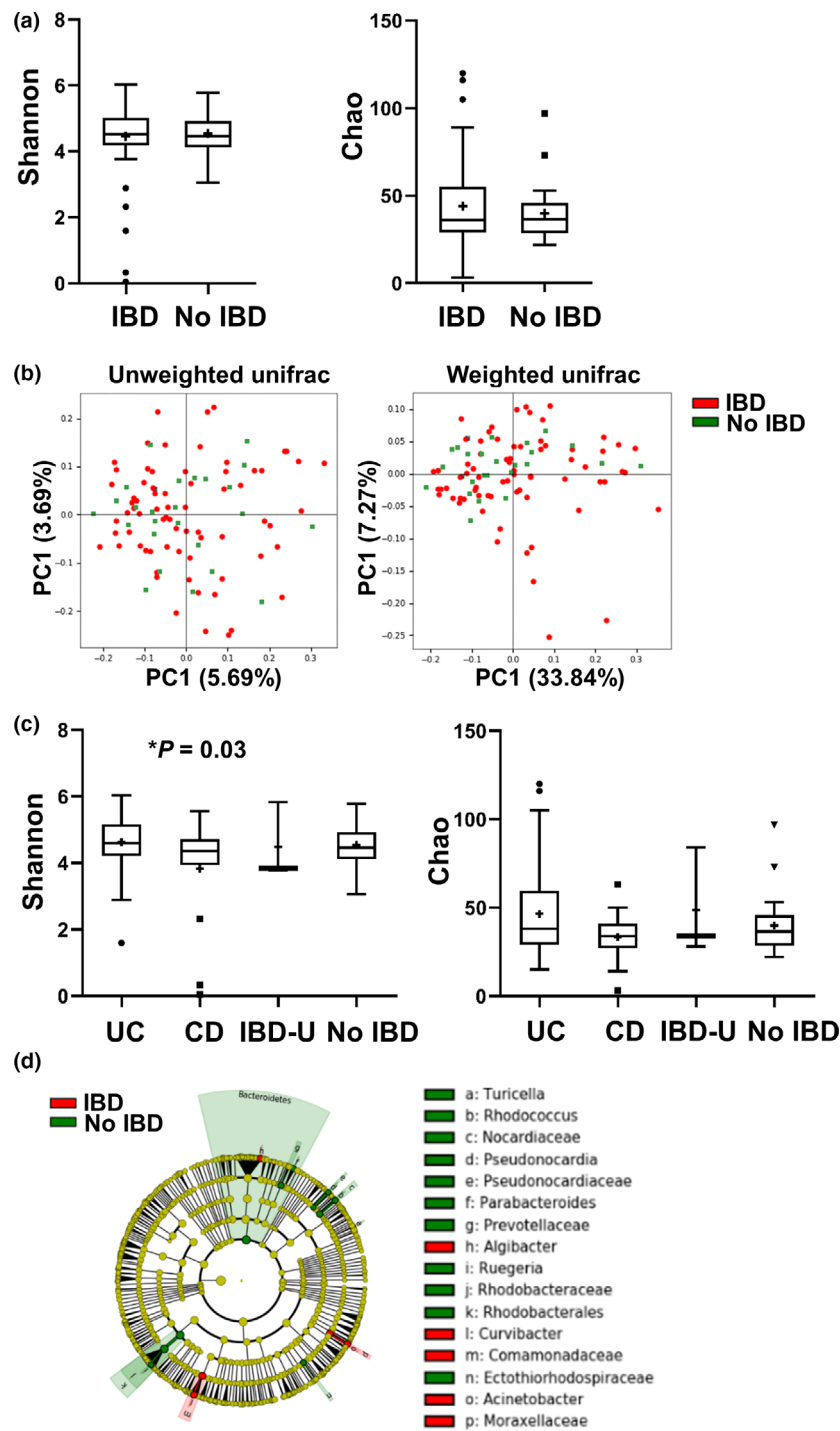 (a)
8
6
4
2
0
Shannon
IBD
No IBD
150
100
50
0
Chao
IBD
No IBD
(b)
Unweighted unifrac
0.2
0.1
0.0
−0.1
−0.2
PC1 (3.69%)
−0.2
−0.1
0.0
0.1
0.2
0.3
PC1 (5.69%)
Weighted unifrac
0.10
0.05
0.00
−0.05
−0.10
−0.15
−0.20
−0.25
PC1 (7.27%)
−0.2
−0.1
0.0
0.1
0.2
0.3
PC1 (33.84%)
IBD
No IBD
(c)
8
6
4
2
0
Shannon
*P = 0.03
UC
CD
IBD-U
No IBD
150
100
50
0
Chao
UC
CD
IBD-U
No IBD
(d)
IBD
No IBD
Bacteroidetes
h
g
f
k
m
n
a: Turicella
b: Rhodococcus
c: Nocardiaceae
d: Pseudonocardia
e: Pseudonocardiaceae
f: Parabacteroides
g: Prevotellaceae
h: Algibacter
i: Ruegeria
j: Rhodobacteraceae
k: Rhodobacterales
l: Curvibacter
m: Comamonadaceae
n: Ectothiorhodospiraceae
o: Acinetobacter
p: Moraxellaceae